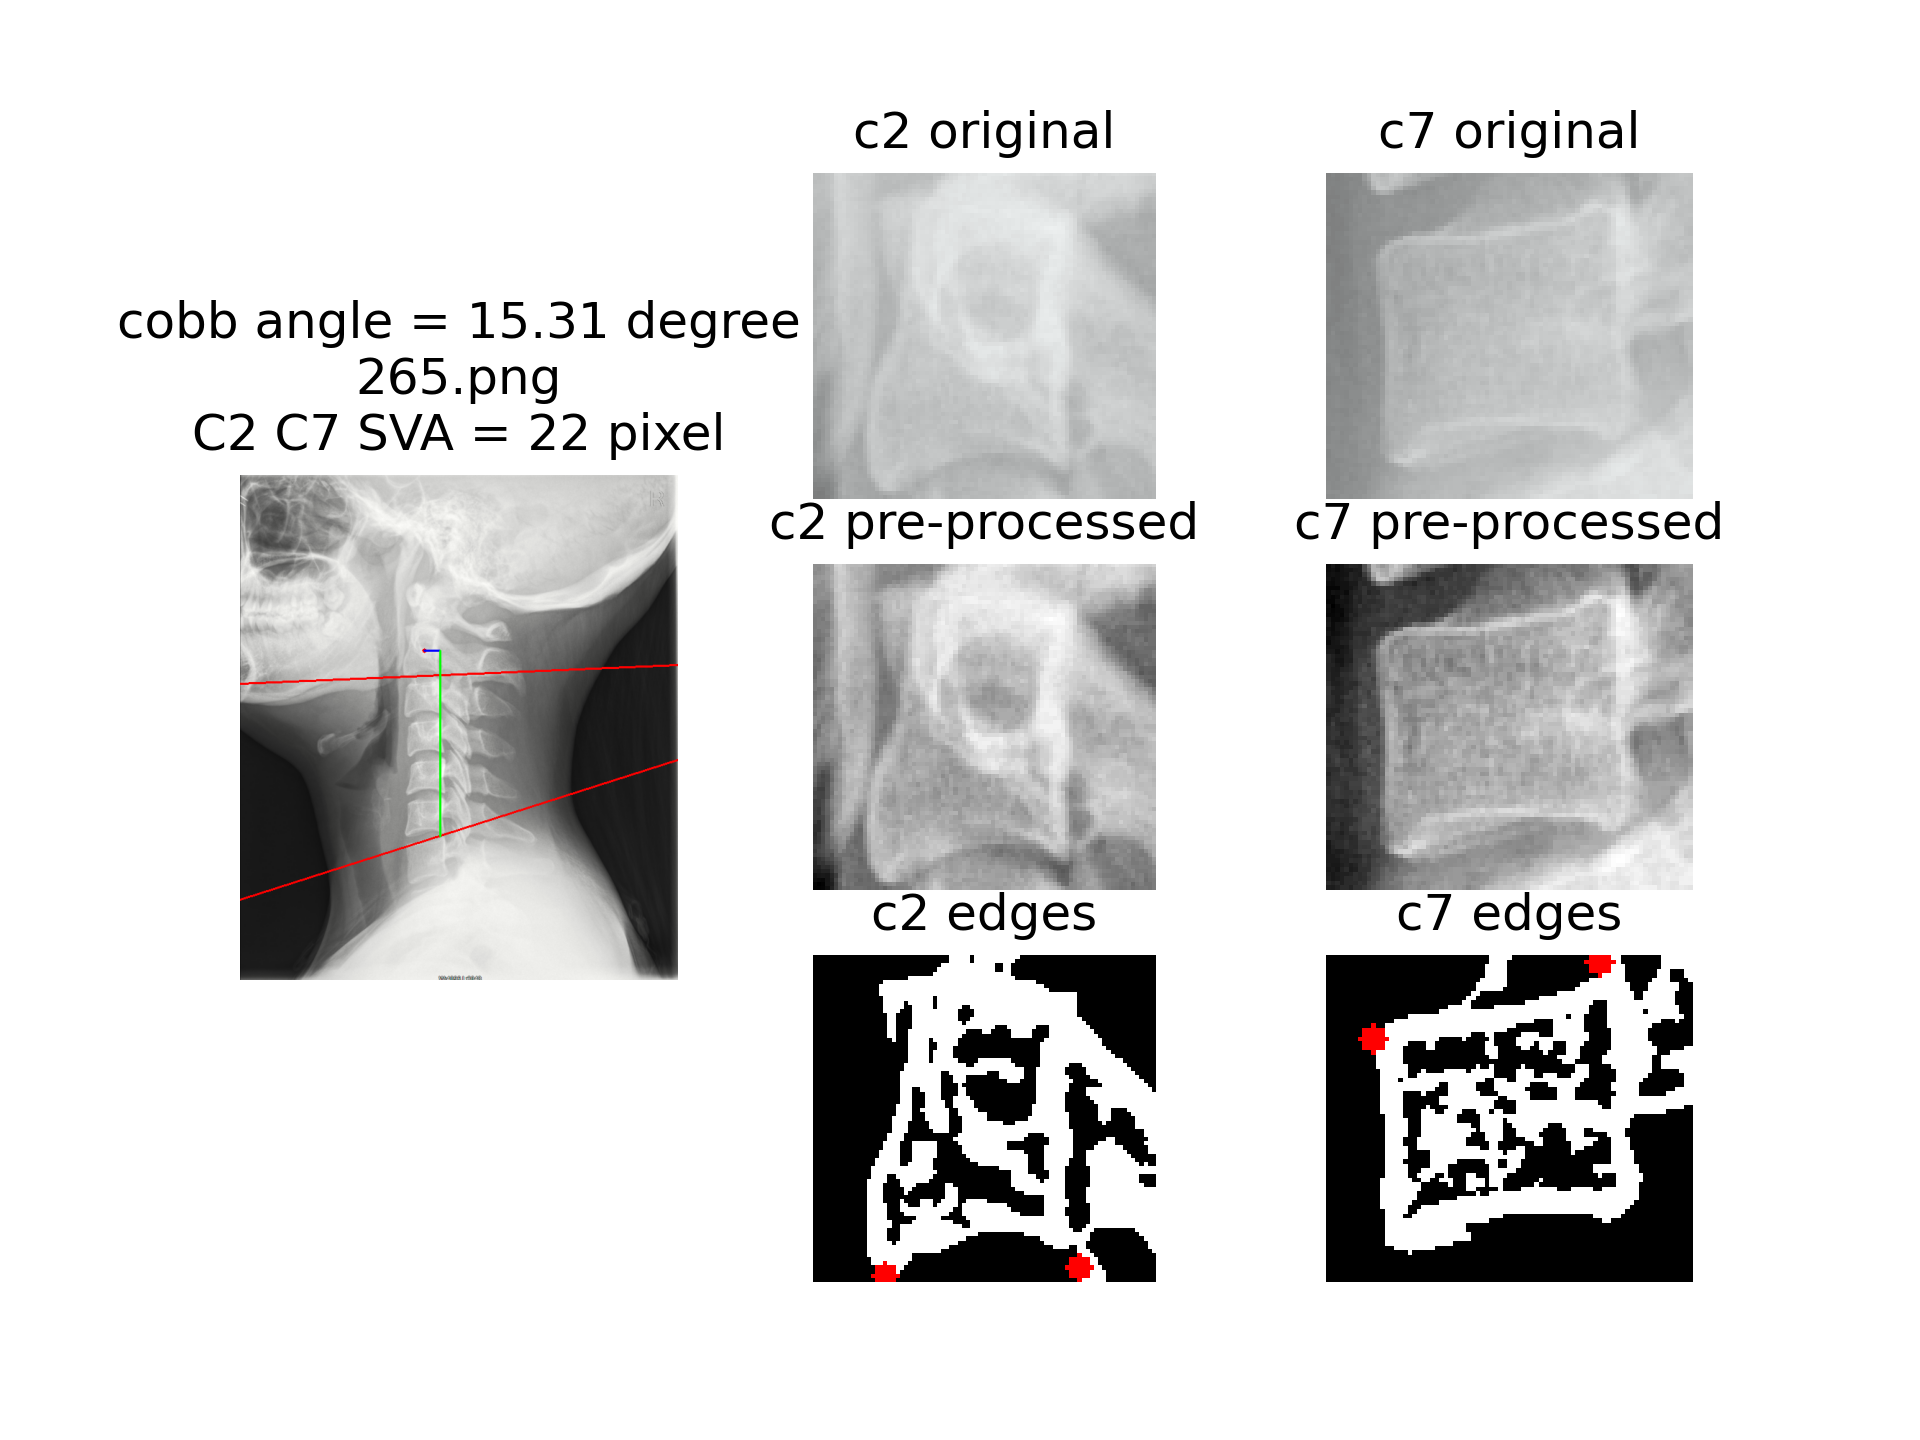 cobb angle = 15.31 degree
265.png
C2 C7 SVA = 22 pixel
c2 original
c7 original
c2 pre-processed
c7 pre-processed
c2 edges
c7 edges